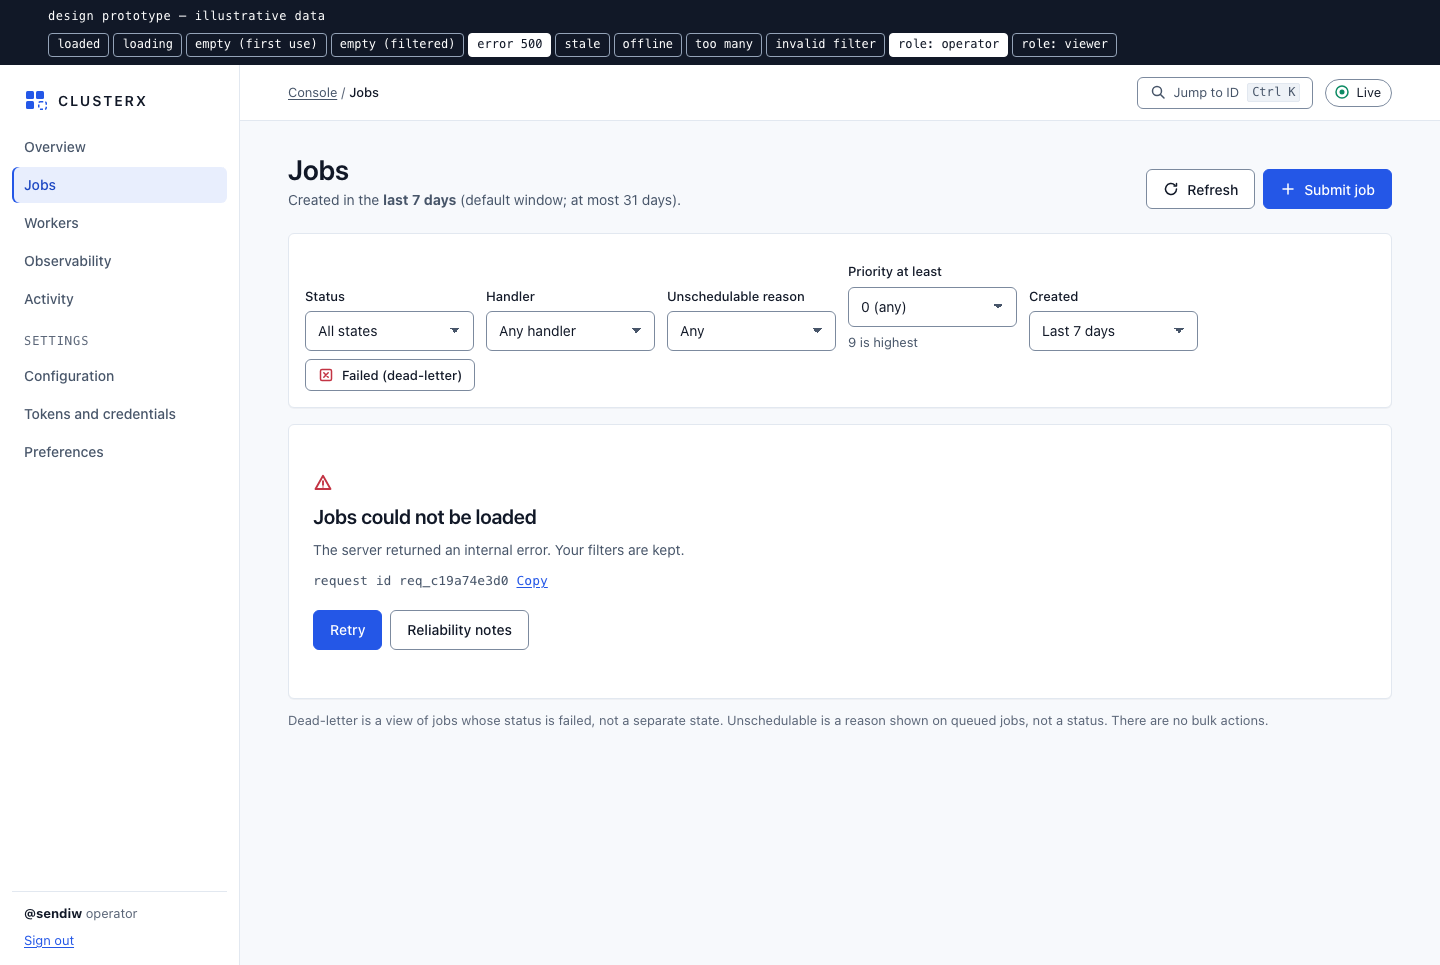 design prototype — illustrative data
loaded loading empty (first use) empty (filtered) error 500 stale offline too many invalid filter role: operator role: viewer
CLUSTERX
Overview
Jobs
Workers
Observability
Activity
SETTINGS
Configuration
Tokens and credentials
Preferences
@sendiw operator
Sign out
Console / Jobs
Jump to ID Ctrl K
Live
Jobs
Created in the last 7 days (default window; at most 31 days).
Refresh
Submit job
Status
All states
Handler
Any handler
Unschedulable reason
Any
Priority at least
0 (any)
9 is highest
Created
Last 7 days
Failed (dead-letter)
Jobs could not be loaded
The server returned an internal error. Your filters are kept.
request id req_c19a74e3d0 Copy
Retry
Reliability notes
Dead-letter is a view of jobs whose status is failed, not a separate state. Unschedulable is a reason shown on queued jobs, not a status. There are no bulk actions.